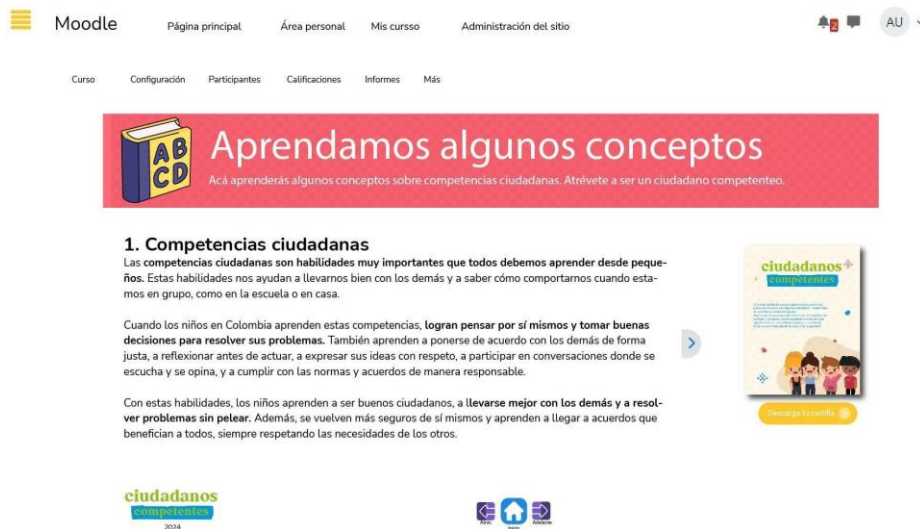 Moodle
Página principal
Área personal
Mis cursso
Administración del sitio
2
AU
Curso
Configuración
Participantes
Calificaciones
Informes
Más
AB
CD
Aprendamos algunos conceptos
Acá aprenderás algunos conceptos sobre competencias ciudadanas. Atrévete a ser un ciudadano competenteo.
1. Competencias ciudadanas
Las competencias ciudadanas son habilidades muy importantes que todos debemos aprender desde peque-
ños. Estas habilidades nos ayudan a llevarnos bien con los demás y a saber cómo comportarnos cuando esta-
mos en grupo, como en la escuela o en casa.
Cuando los niños en Colombia aprenden estas competencias, logran pensar por sí mismos y tomar buenas
decisiones para resolver sus problemas. También aprenden a ponerse de acuerdo con los demás de forma
justa, a reflexionar antes de actuar, a expresar sus ideas con respeto, a participar en conversaciones donde se
escucha y se opina, y a cumplir con las normas y acuerdos de manera responsable.
Con estas habilidades, los niños aprenden a ser buenos ciudadanos, a llevarse mejor con los demás y a resol-
ver problemas sin pelear. Además, se vuelven más seguros de sí mismos y aprenden a llegar a acuerdos que
benefician a todos, siempre respetando las necesidades de los otros.
ciudadanos
competentes
Descarga tu cartilla
ciudadanos
competentes
2024
Atrás
Inicio
Adelante